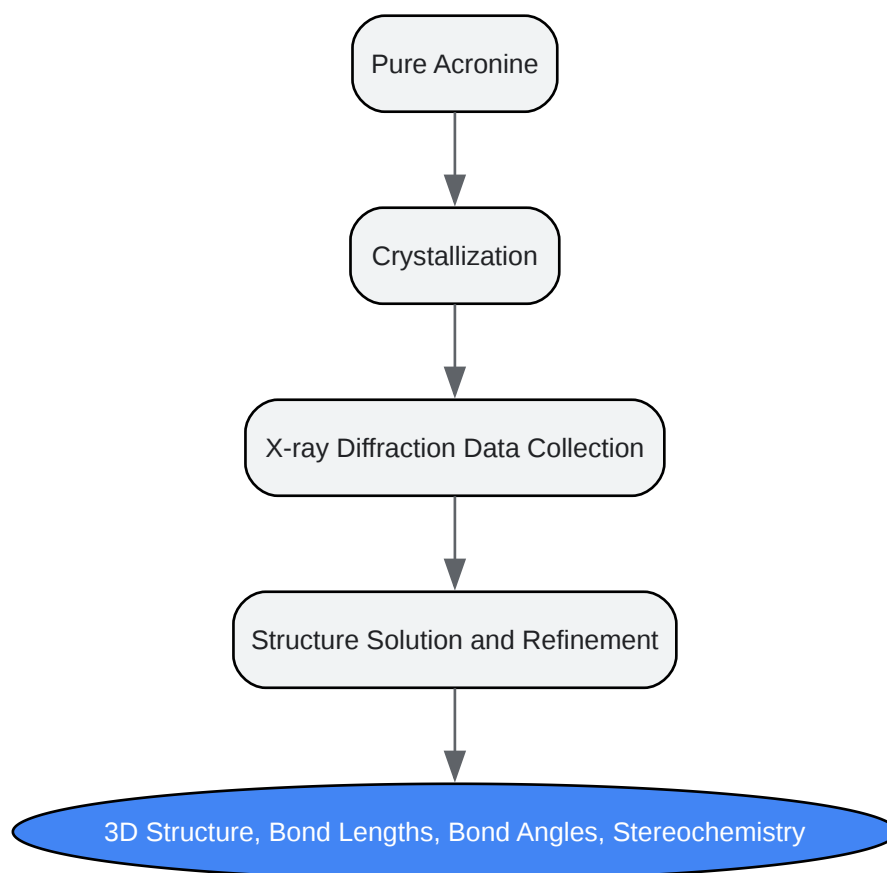 Pure Acronine
Crystallization
X-ray Diffraction Data Collection
Structure Solution and Refinement
3D Structure, Bond Lengths, Bond Angles, Stereochemistry